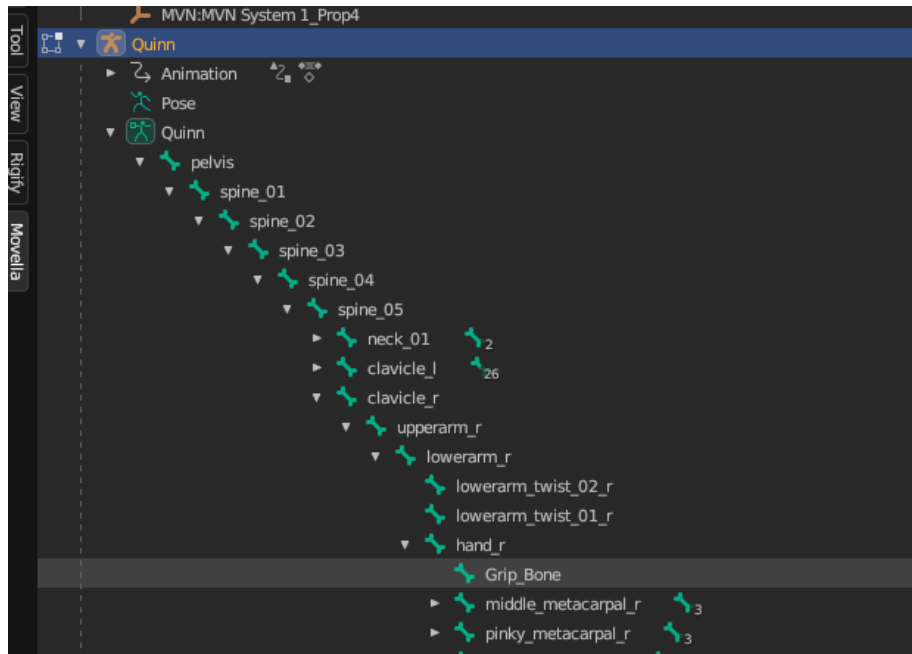 MVN:MVN System 1_Prop4
Tool
View
Rigify
Movella
Quinn
Animation
Pose
Quinn
pelvis
spine_01
spine_02
spine_03
spine_04
spine_05
neck_01 2
clavicle_l 26
clavicle_r
upperarm_r
lowerarm_r
lowerarm_twist_02_r
lowerarm_twist_01_r
hand_r
Grip_Bone
middle_metacarpal_r 3
pinky_metacarpal_r 3